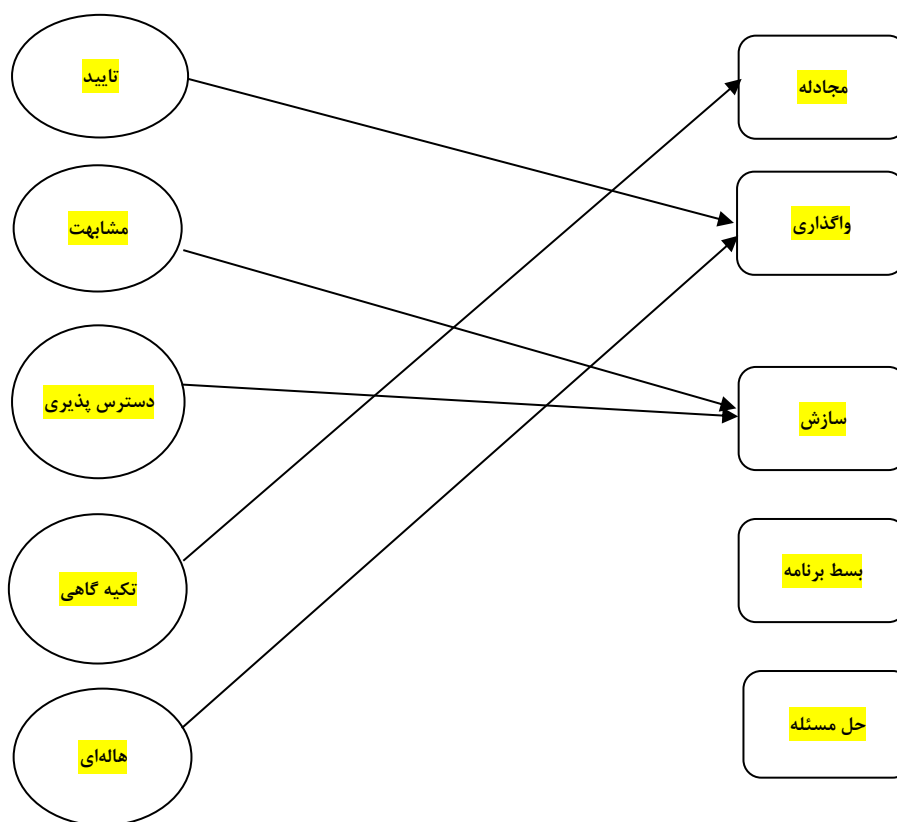 تایید
مشابهت
دسترس پذیری
تکیه گاهی
هاله‌ای
مجادله
واگذاری
سازش
بسط برنامه
حل مسئله